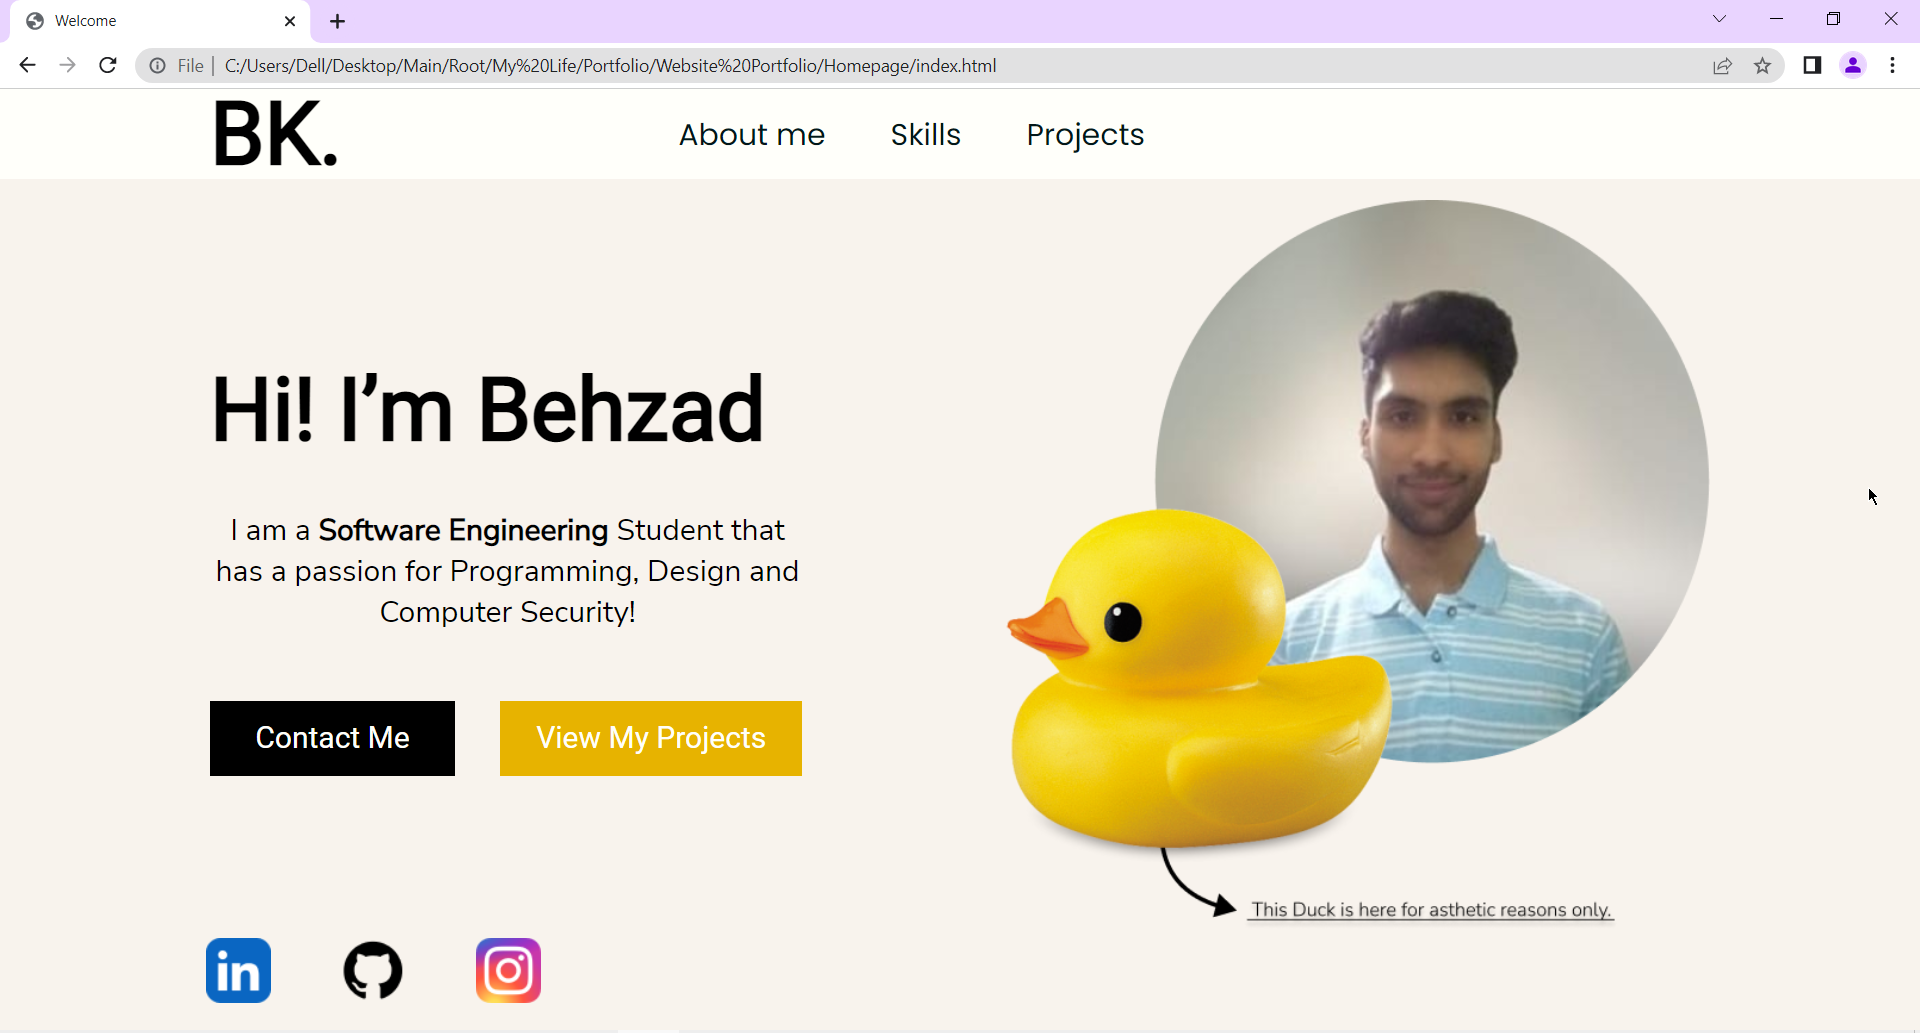 Welcome
File | C:/Users/Dell/Desktop/Main/Root/My%20Life/Portfolio/Website%20Portfolio/Homepage/index.html
BK.
About me
Skills
Projects
Hi! I’m Behzad
I am a Software Engineering Student that
has a passion for Programming, Design and
Computer Security!
Contact Me
View My Projects
This Duck is here for asthetic reasons only.
in